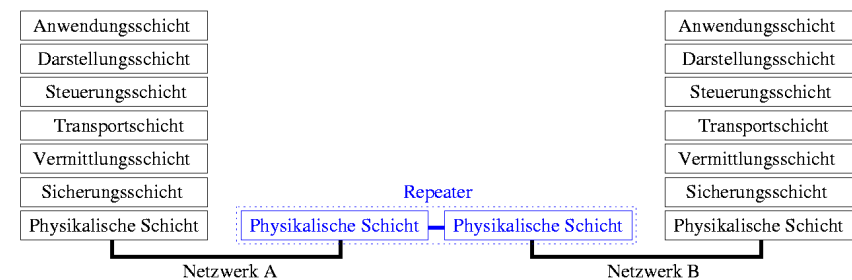 Anwendungsschicht Anwendungsschicht
Darstellungsschicht Darstellungsschicht
Steuerungsschicht Steuerungsschicht
Transportschicht Transportschicht
Vermittlungsschicht Vermittlungsschicht
Repeater
Sicherungsschicht Sicherungsschicht
Physikalische Schicht Physikalische Schicht Physikalische Schicht Physikalische Schicht
Netzwerk A Netzwerk B